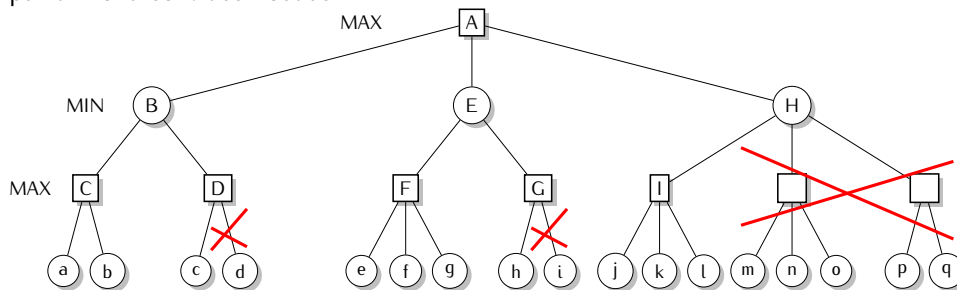 MAX A
MIN B E H
MAX C D F G I
a b c d e f g h i j k l m n o p q